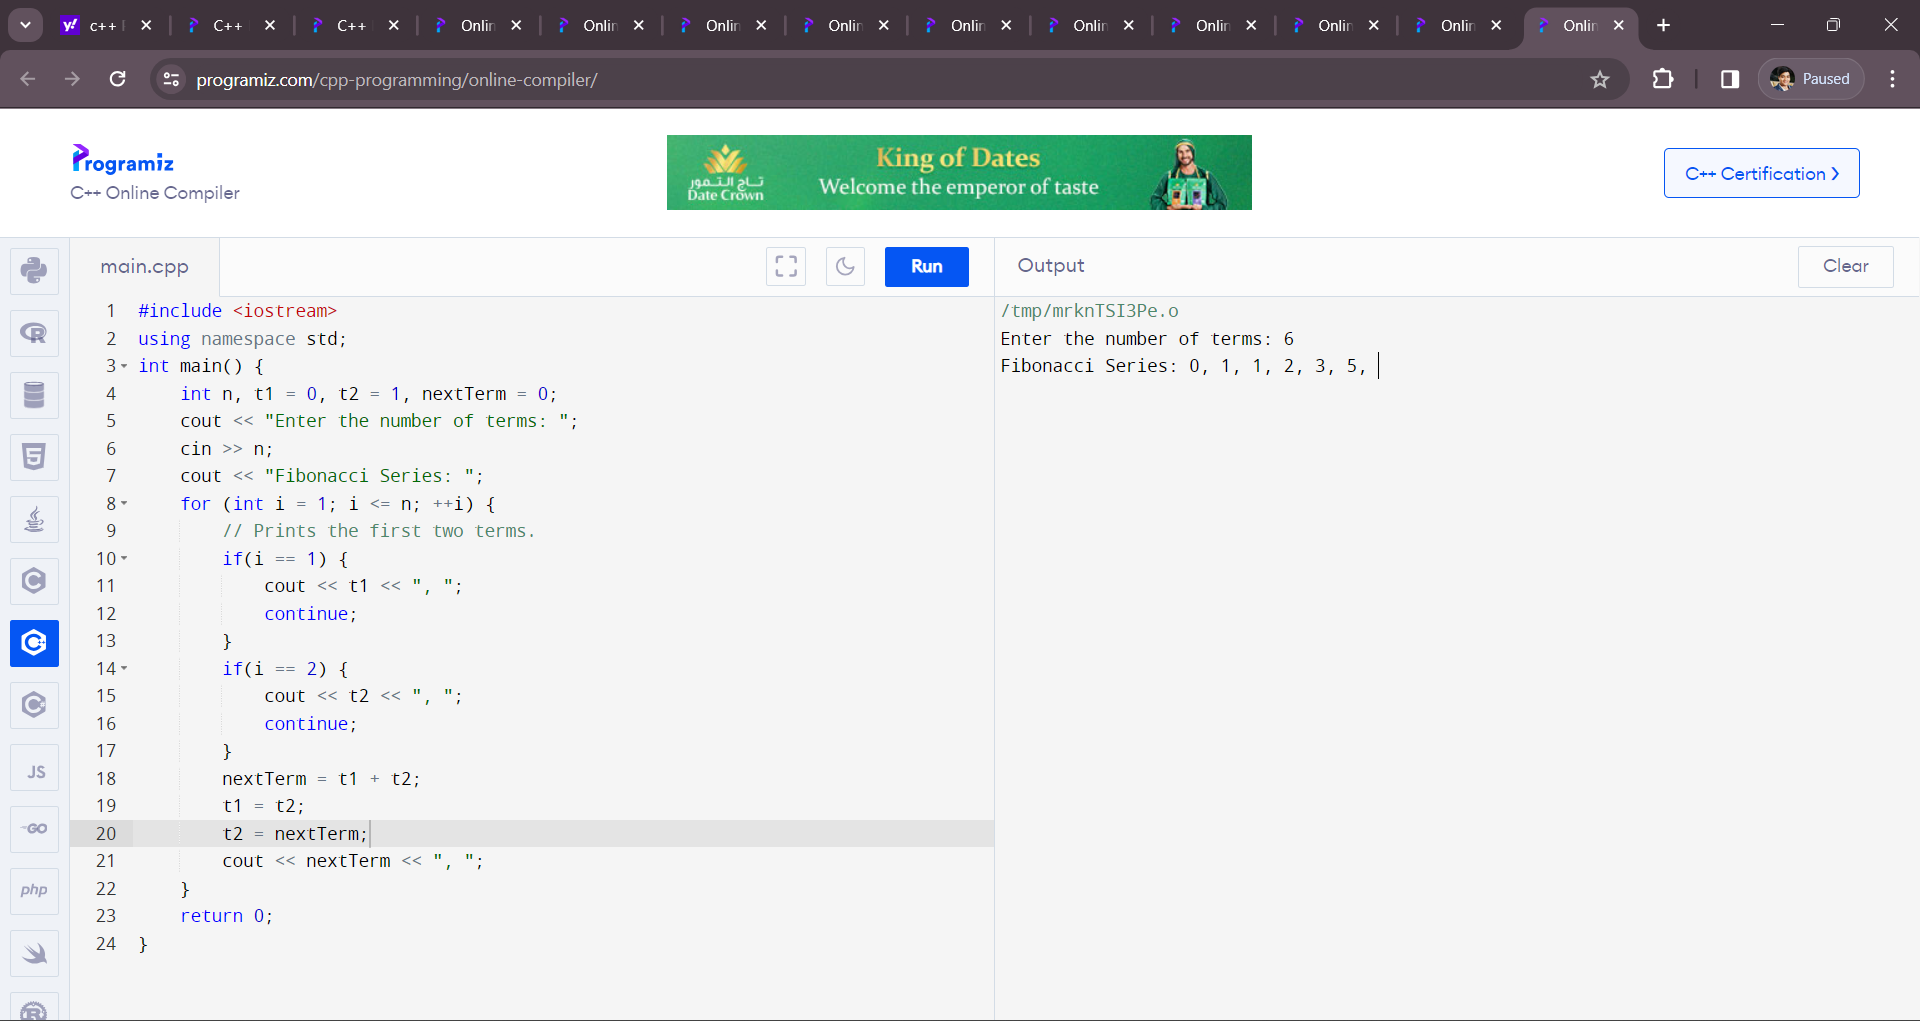 c++
C++
C++
Onlin
Onlin
Onlin
Onlin
Onlin
Onlin
Onlin
Onlin
Onlin
Onlin
programiz.com/cpp-programming/online-compiler/
Paused
Programiz
C++ Online Compiler
تاج التمور
Date Crown
King of Dates
Welcome the emperor of taste
C++ Certification ›
main.cpp
Run
Output
Clear
1 #include <iostream>
2 using namespace std;
3 int main() {
4 int n, t1 = 0, t2 = 1, nextTerm = 0;
5 cout << "Enter the number of terms: ";
6 cin >> n;
7 cout << "Fibonacci Series: ";
8 for (int i = 1; i <= n; ++i) {
9 // Prints the first two terms.
10 if(i == 1) {
11 cout << t1 << ", ";
12 continue;
13 }
14 if(i == 2) {
15 cout << t2 << ", ";
16 continue;
17 }
18 nextTerm = t1 + t2;
19 t1 = t2;
20 t2 = nextTerm;
21 cout << nextTerm << ", ";
22 }
23 return 0;
24 }
/tmp/mrknTSI3Pe.o
Enter the number of terms: 6
Fibonacci Series: 0, 1, 1, 2, 3, 5,
R
5
C
C+
C#
JS
GO
php
R